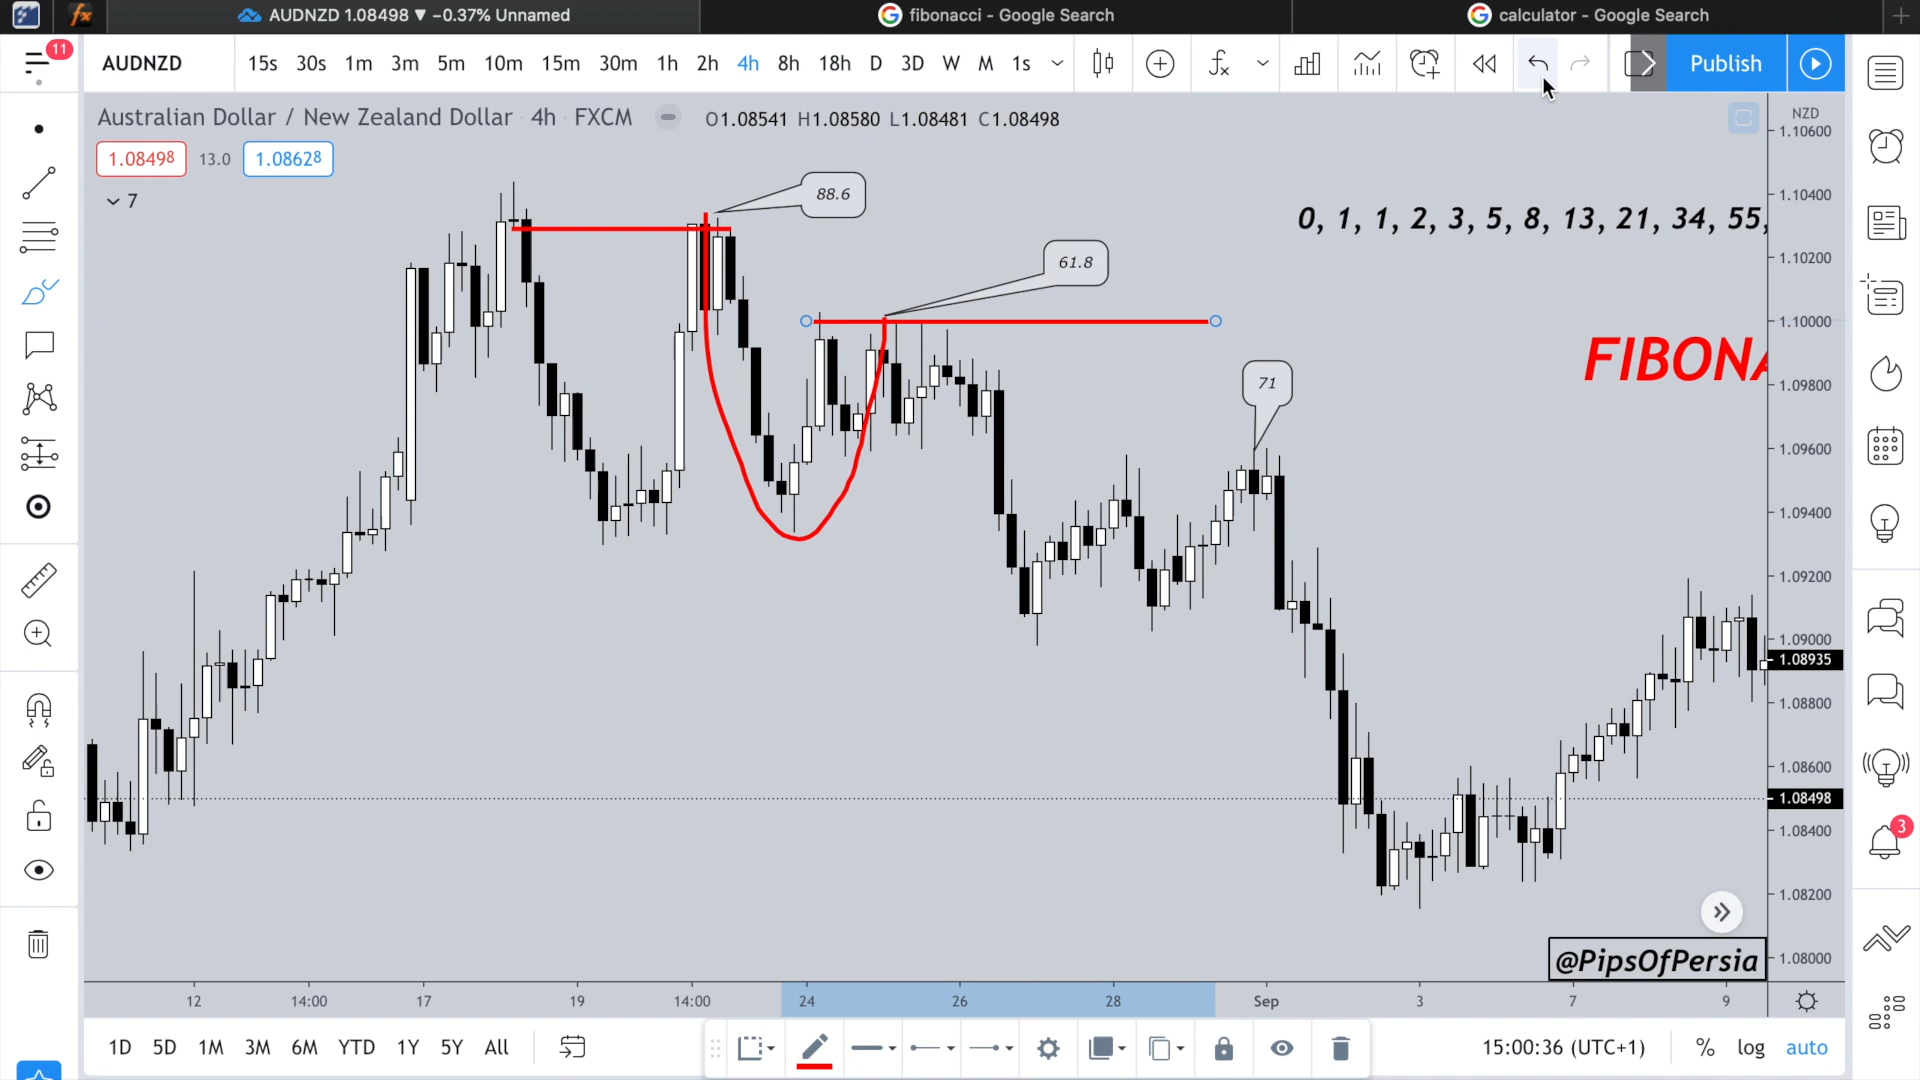 AUDNZD 1.08498 ▼ −0.37% Unnamed
fibonacci - Google Search
calculator - Google Search
11
AUDNZD
15s 30s 1m 3m 5m 10m 15m 30m 1h 2h 4h 8h 18h D 3D W M 1s
Publish
Australian Dollar / New Zealand Dollar · 4h · FXCM
O1.08541 H1.08580 L1.08481 C1.08498
1.08498 13.0 1.08628
7
NZD
1.10600
1.10400
1.10200
1.10000
1.09800
1.09600
1.09400
1.09200
1.09000
1.08935
1.08800
1.08600
1.08498
1.08400
1.08200
1.08000
88.6
61.8
71
0, 1, 1, 2, 3, 5, 8, 13, 21, 34, 55,
FIBONA
3
@PipsOfPersia
12 14:00 17 19 14:00 24 26 28 Sep 3 7 9
1D 5D 1M 3M 6M YTD 1Y 5Y All
15:00:36 (UTC+1) % log auto